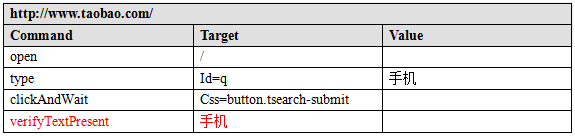 http://www.taobao.com/
Command Target Value
open /
type Id=q 手机
clickAndWait Css=button.tsearch-submit
verifyTextPresent 手机